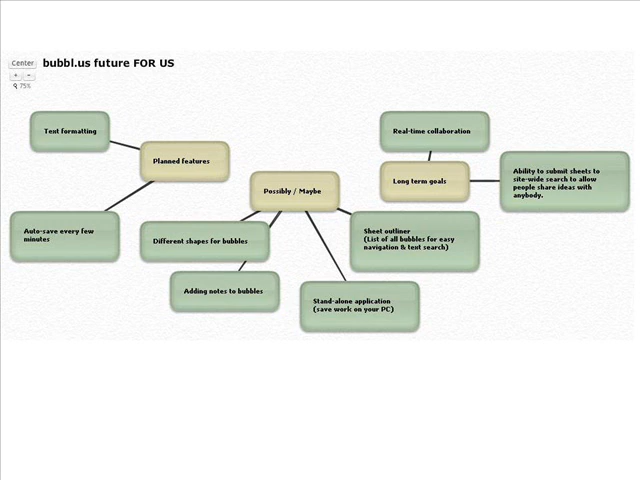 Center
bubbl.us future FOR US
+ -
75%
Text formatting
Planned features
Auto-save every few
minutes
Possibly / Maybe
Different shapes for bubbles
Adding notes to bubbles
Stand-alone application
(save work on your PC)
Sheet outliner
(List of all bubbles for easy
navigation & text search)
Real-time collaboration
Long term goals
Ability to submit sheets to
site-wide search to allow
people share ideas with
anybody.